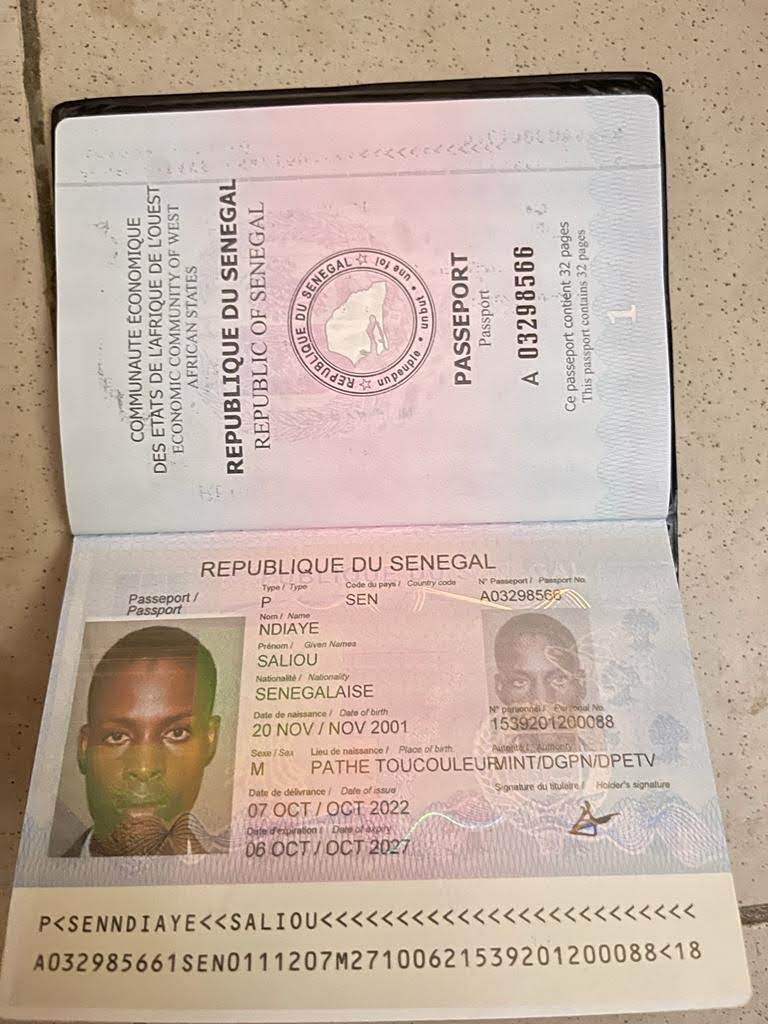 COMMUNAUTÉ ÉCONOMIQUE
DES ETATS DE L'AFRIQUE DE L'OUEST
ECONOMIC COMMUNITY OF WEST
AFRICAN STATES
REPUBLIQUE DU SENEGAL
REPUBLIC OF SENEGAL
REPUBLIQUE DU SENEGAL
un peuple • un but • une foi
PASSEPORT
Passport
A 03298566
Ce passeport contient 32 pages
This passport contains 32 pages
1
REPUBLIQUE DU SENEGAL
Passeport /
Passport
Type / Type Code du pays / Country code N° Passeport / Passport No.
P SEN A03298566
Nom / Name
NDIAYE
Prénom / Given Names
SALIOU
Nationalité / Nationality
SENEGALAISE
Date de naissance / Date of birth N° personnel / Personal No.
20 NOV / NOV 2001 1539201200088
Sexe / Sex Lieu de naissance / Place of birth Autorité / Authority
M PATHE TOUCOULEUR MINT/DGPN/DPETV
Date de délivrance / Date of issue Signature du titulaire / Holder's signature
07 OCT / OCT 2022
Date d'expiration / Date of expiry
06 OCT / OCT 2027
P<SENNDIAYE<<SALIOU<<<<<<<<<<<<<<<<<<<<<<<<<
A032985661SEN0111207M27100621539201200088<18